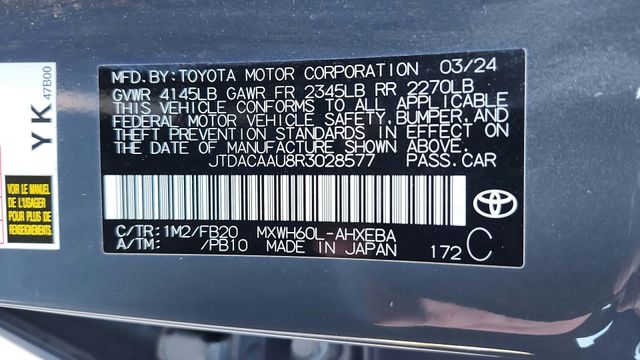 MFD. BY: TOYOTA MOTOR CORPORATION 03/24
GVWR 4145LB GAWR FR 2345LB RR 2270LB
THIS VEHICLE CONFORMS TO ALL APPLICABLE
FEDERAL MOTOR VEHICLE SAFETY, BUMPER, AND
THEFT PREVENTION STANDARDS IN EFFECT ON
THE DATE OF MANUFACTURE SHOWN ABOVE.
JTDACAAU8R3028577 PASS.CAR
C/TR: 1M2/FB20 MXWH60L-AHXEBA
A/TM: /PB10 MADE IN JAPAN 172 C
YK 47B00
VOIR LE MANUEL
POUR PLUS DE
RENSEIGNEMENTS.